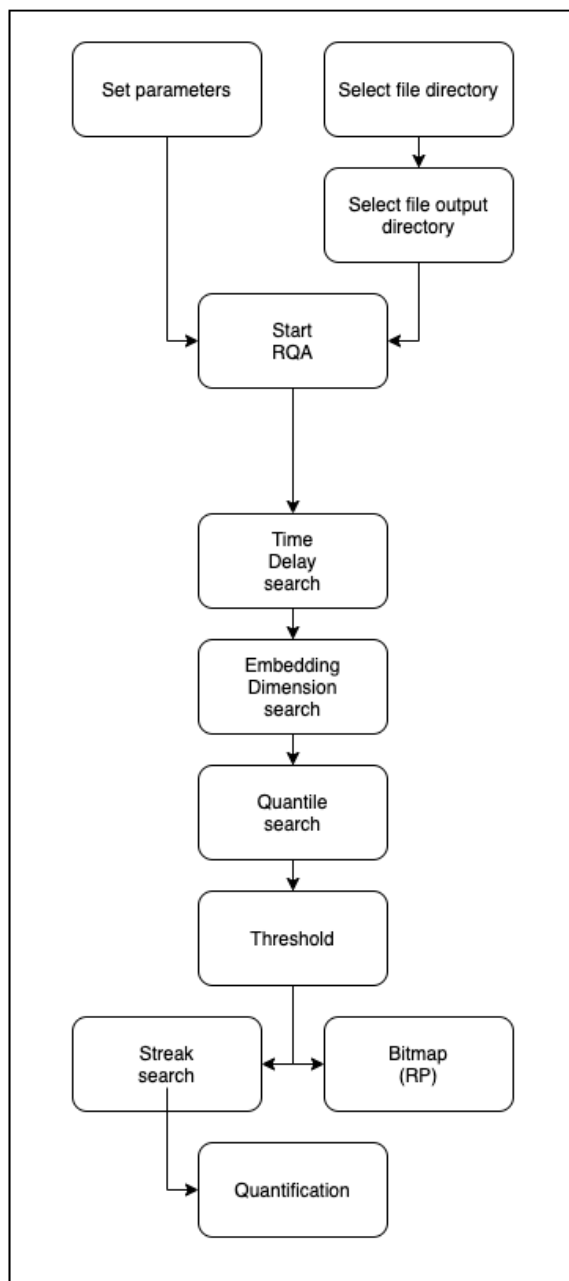 Set parameters
Select file directory
Select file output
directory
Start
RQA
Time
Delay
search
Embedding
Dimension
search
Quantile
search
Threshold
Streak
search
Bitmap
(RP)
Quantification